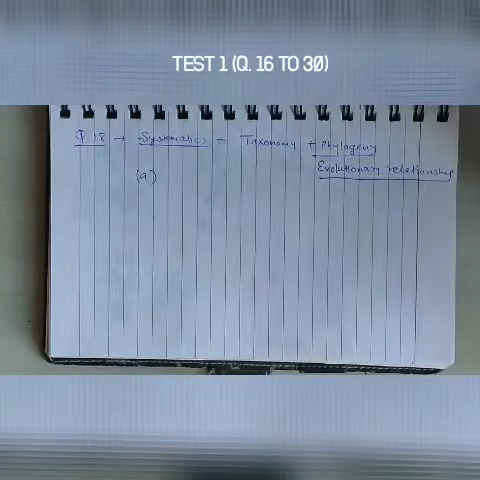 TEST 1 (Q. 16 TO 30)
Q.18 → Systematics = Taxonomy + Phylogeny
Evolutionary relationship
(a)